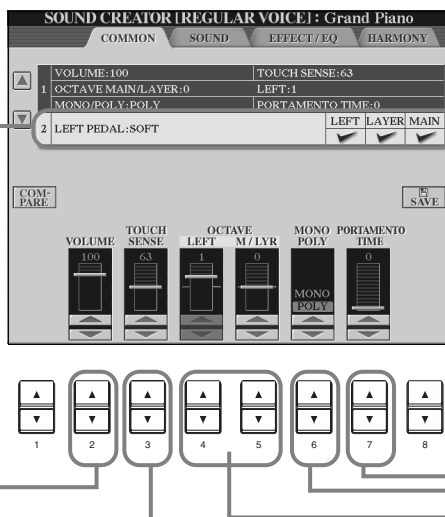 SOUND CREATOR [REGULAR VOICE] : Grand Piano
COMMON SOUND EFFECT / EQ HARMONY
1
VOLUME:100 TOUCH SENSE:63
OCTAVE MAIN/LAYER:0 LEFT:1
MONO/POLY:POLY PORTAMENTO TIME:0
2 LEFT PEDAL:SOFT LEFT LAYER MAIN
COM-
PARE
SAVE
VOLUME TOUCH SENSE OCTAVE LEFT M / LYR MONO POLY PORTAMENTO TIME
100 63 1 0 0
MONO
POLY
1 2 3 4 5 6 7 8